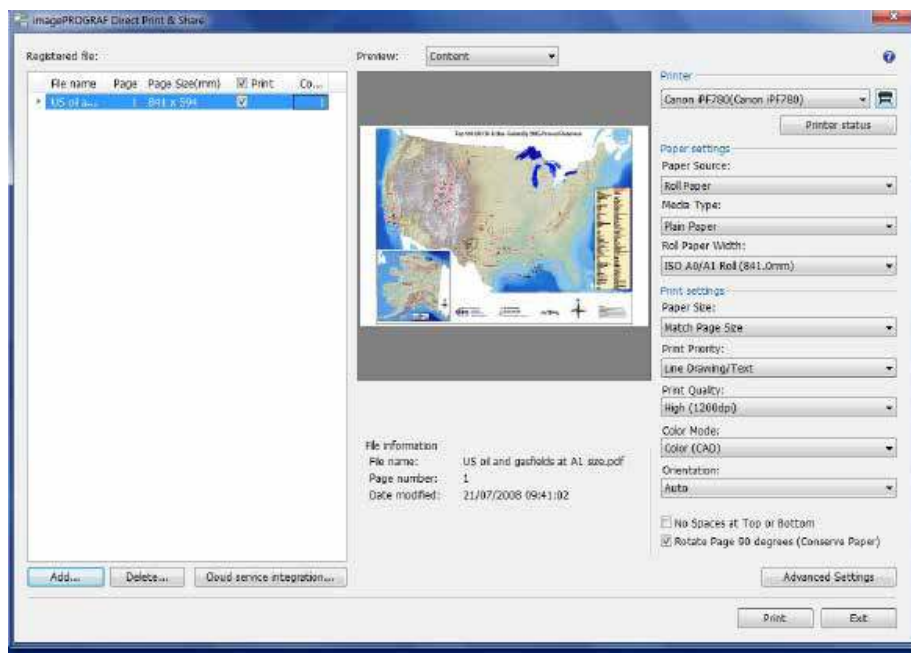 imagePROGRAF Direct Print & Share
Registered file:
File name Page Page Size(mm) Print Co...
US oil a... 1 841 x 594 1
Add... Delete... Cloud service integration...
Preview: Content
File information
File name: US oil and gasfields at A1 size.pdf
Page number: 1
Date modified: 21/07/2008 09:41:02
Printer
Canon iPF780(Canon iPF780)
Printer status
Paper settings
Paper Source:
Roll Paper
Media Type:
Plain Paper
Roll Paper Width:
ISO A0/A1 Roll (841.0mm)
Print settings
Paper Size:
Match Page Size
Print Priority:
Line Drawing/Text
Print Quality:
High (1200dpi)
Color Mode:
Color (CAD)
Orientation:
Auto
No Spaces at Top or Bottom
Rotate Page 90 degrees (Conserve Paper)
Advanced Settings
Print Exit